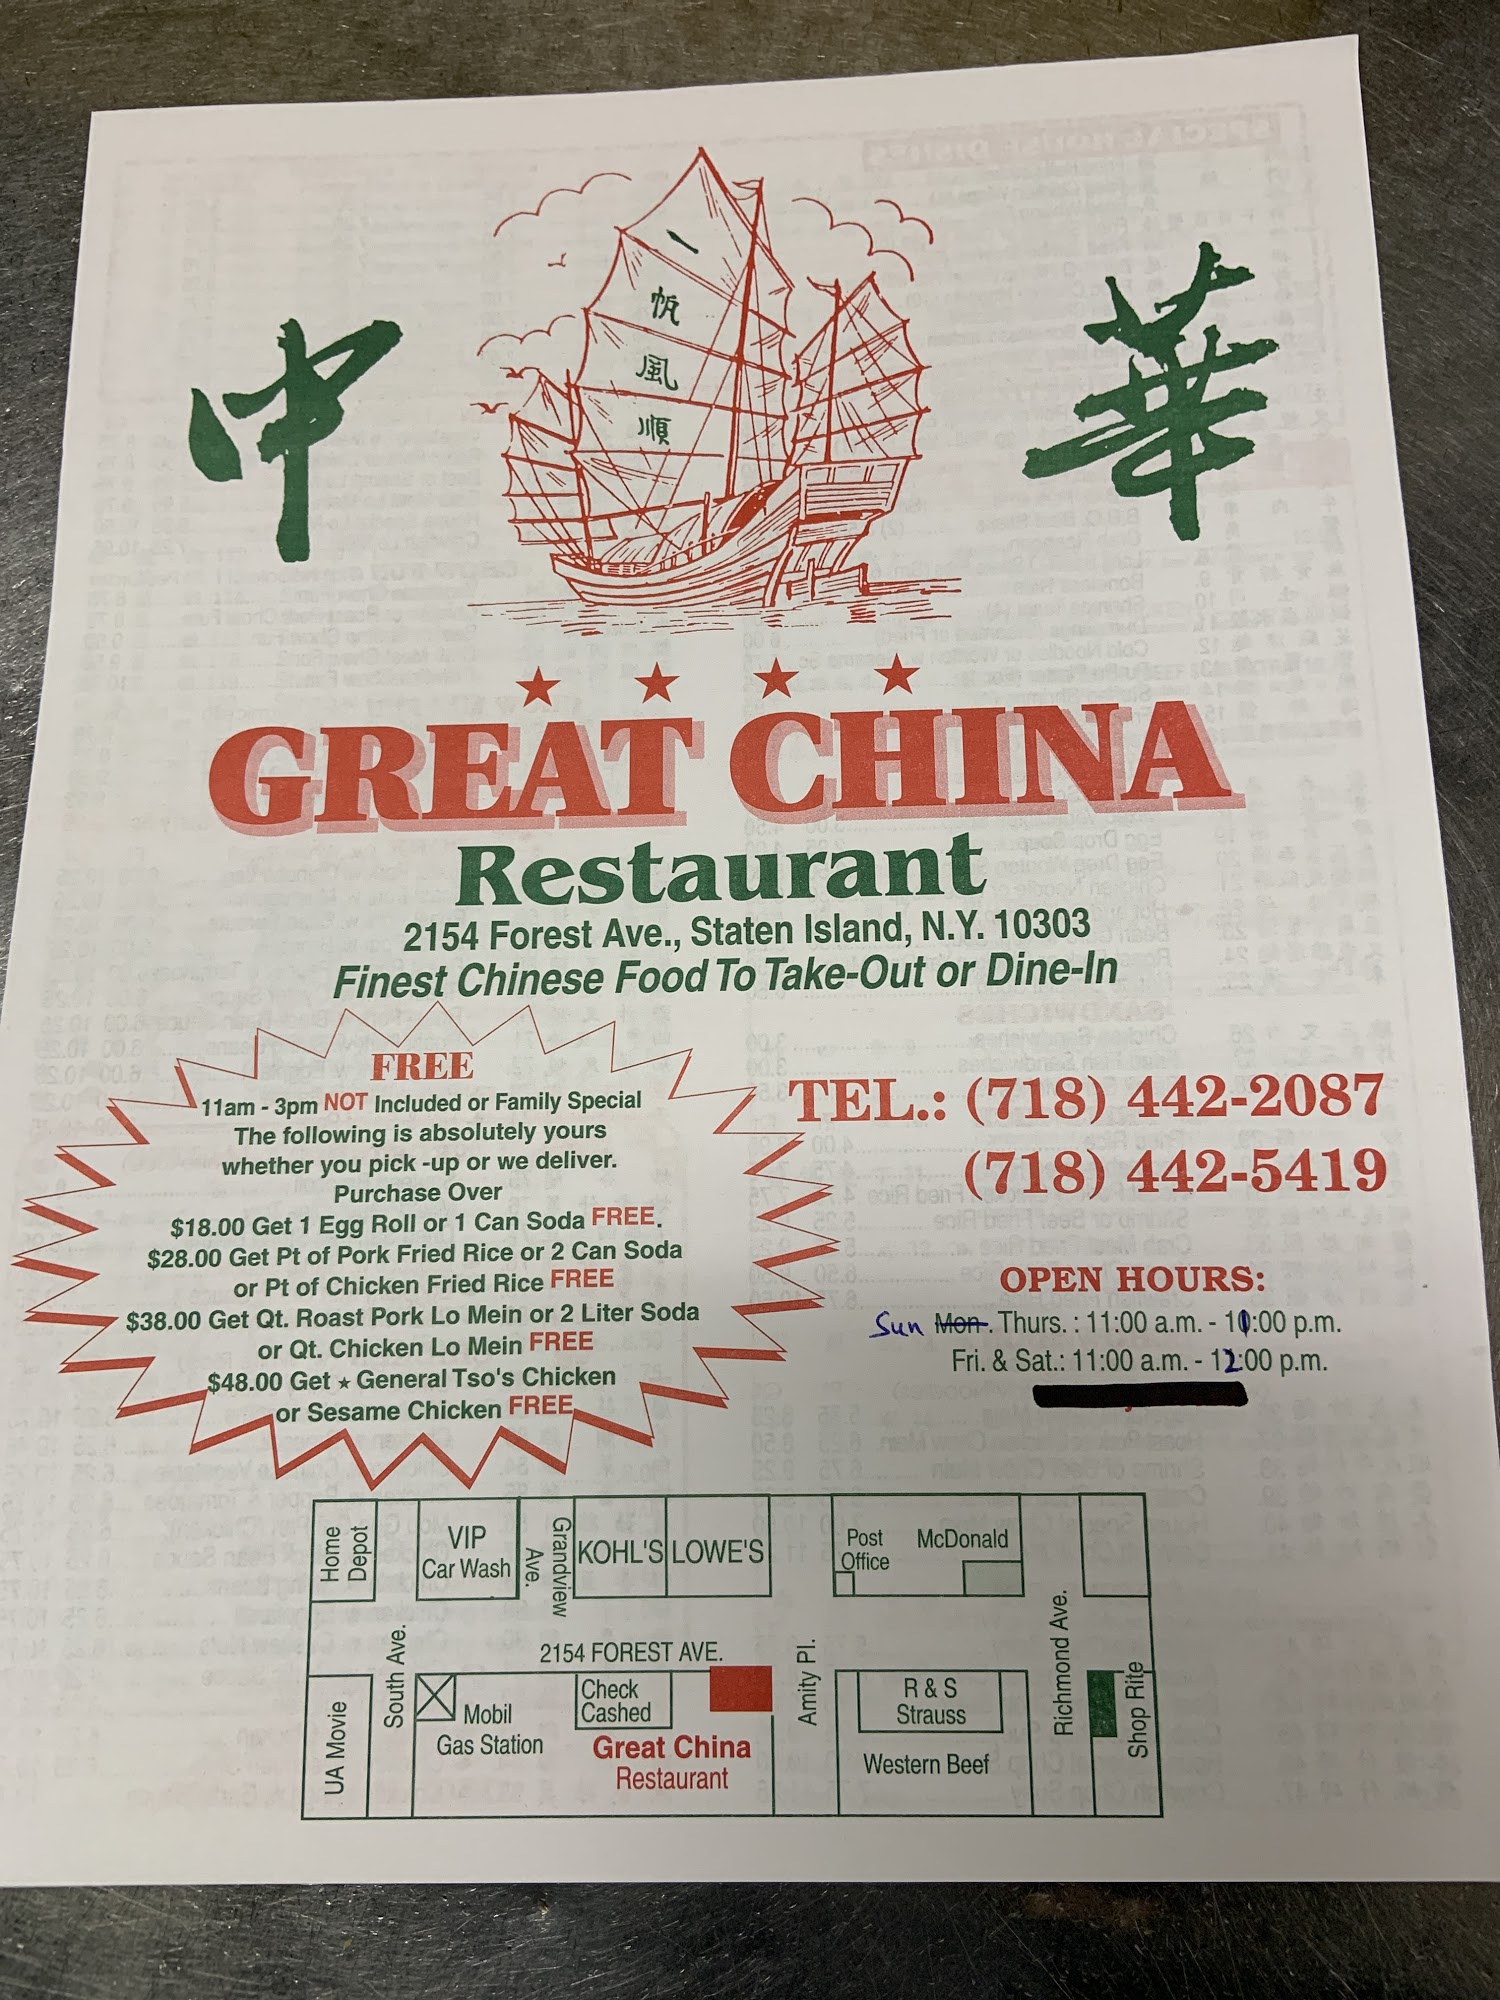 中 華
一
帆
風
順
GREAT CHINA
Restaurant
2154 Forest Ave., Staten Island, N.Y. 10303
Finest Chinese Food To Take-Out or Dine-In
FREE
11am - 3pm NOT Included or Family Special
The following is absolutely yours
whether you pick -up or we deliver.
Purchase Over
$18.00 Get 1 Egg Roll or 1 Can Soda FREE.
$28.00 Get Pt of Pork Fried Rice or 2 Can Soda
or Pt of Chicken Fried Rice FREE
$38.00 Get Qt. Roast Pork Lo Mein or 2 Liter Soda
or Qt. Chicken Lo Mein FREE
$48.00 Get ★ General Tso's Chicken
or Sesame Chicken FREE
TEL.: (718) 442-2087
(718) 442-5419
OPEN HOURS:
Sun Mon. Thurs. : 11:00 a.m. - 11:00 p.m.
Fri. & Sat.: 11:00 a.m. - 12:00 p.m.
Home Depot
VIP
Car Wash
Grandview Ave.
KOHL'S
LOWE'S
Post
Office
McDonald
South Ave.
2154 FOREST AVE.
Amity Pl.
Richmond Ave.
UA Movie
Mobil
Gas Station
Check
Cashed
Great China
Restaurant
R & S
Strauss
Western Beef
Shop Rite